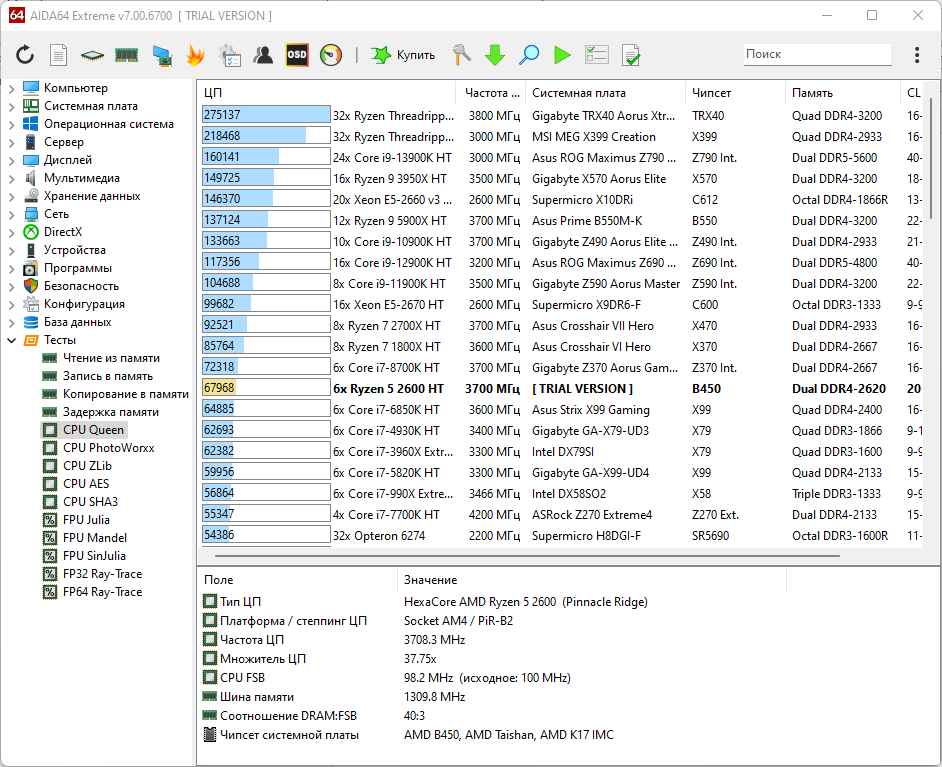 64 AIDA64 Extreme v7.00.6700 [ TRIAL VERSION ]
OSD Купить Поиск
Компьютер
Системная плата
Операционная система
Сервер
Дисплей
Мультимедиа
Хранение данных
Сеть
DirectX
Устройства
Программы
Безопасность
Конфигурация
База данных
Тесты
Чтение из памяти
Запись в память
Копирование в памяти
Задержка памяти
CPU Queen
CPU PhotoWorxx
CPU ZLib
CPU AES
CPU SHA3
FPU Julia
FPU Mandel
FPU SinJulia
FP32 Ray-Trace
FP64 Ray-Trace
ЦП Частота ... Системная плата Чипсет Память CL
275137 32x Ryzen Threadripp... 3800 МГц Gigabyte TRX40 Aorus Xtr... TRX40 Quad DDR4-3200 16-
218468 32x Ryzen Threadripp... 3000 МГц MSI MEG X399 Creation X399 Quad DDR4-2933 16-
160141 24x Core i9-13900K HT 3000 МГц Asus ROG Maximus Z790 ... Z790 Int. Dual DDR5-5600 40-
149725 16x Ryzen 9 3950X HT 3500 МГц Gigabyte X570 Aorus Elite X570 Dual DDR4-3200 18-
146370 20x Xeon E5-2660 v3 ... 2600 МГц Supermicro X10DRi C612 Octal DDR4-1866R 13-
137124 12x Ryzen 9 5900X HT 3700 МГц Asus Prime B550M-K B550 Dual DDR4-3200 22-
133663 10x Core i9-10900K HT 3700 МГц Gigabyte Z490 Aorus Elite ... Z490 Int. Dual DDR4-2933 21-
117356 16x Core i9-12900K HT 3200 МГц Asus ROG Maximus Z690 ... Z690 Int. Dual DDR5-4800 40-
104688 8x Core i9-11900K HT 3500 МГц Gigabyte Z590 Aorus Master Z590 Int. Dual DDR4-3200 22-
99682 16x Xeon E5-2670 HT 2600 МГц Supermicro X9DR6-F C600 Octal DDR3-1333 9-9
92521 8x Ryzen 7 2700X HT 3700 МГц Asus Crosshair VII Hero X470 Dual DDR4-2933 16-
85764 8x Ryzen 7 1800X HT 3600 МГц Asus Crosshair VI Hero X370 Dual DDR4-2667 16-
72318 6x Core i7-8700K HT 3700 МГц Gigabyte Z370 Aorus Gam... Z370 Int. Dual DDR4-2667 16-
67968 6x Ryzen 5 2600 HT 3700 МГц [ TRIAL VERSION ] B450 Dual DDR4-2620 20
64885 6x Core i7-6850K HT 3600 МГц Asus Strix X99 Gaming X99 Quad DDR4-2400 16-
62693 6x Core i7-4930K HT 3400 МГц Gigabyte GA-X79-UD3 X79 Quad DDR3-1866 9-1
62382 6x Core i7-3960X Extr... 3300 МГц Intel DX79SI X79 Quad DDR3-1600 9-9
59956 6x Core i7-5820K HT 3300 МГц Gigabyte GA-X99-UD4 X99 Quad DDR4-2133 15-
56864 6x Core i7-990X Extre... 3466 МГц Intel DX58SO2 X58 Triple DDR3-1333 9-9
55347 4x Core i7-7700K HT 4200 МГц ASRock Z270 Extreme4 Z270 Ext. Dual DDR4-2133 15-
54386 32x Opteron 6274 2200 МГц Supermicro H8DGI-F SR5690 Octal DDR3-1600R 11-
Поле Значение
Тип ЦП HexaCore AMD Ryzen 5 2600 (Pinnacle Ridge)
Платформа / степпинг ЦП Socket AM4 / PiR-B2
Частота ЦП 3708.3 MHz
Множитель ЦП 37.75x
CPU FSB 98.2 MHz (исходное: 100 MHz)
Шина памяти 1309.8 MHz
Соотношение DRAM:FSB 40:3
Чипсет системной платы AMD B450, AMD Taishan, AMD K17 IMC